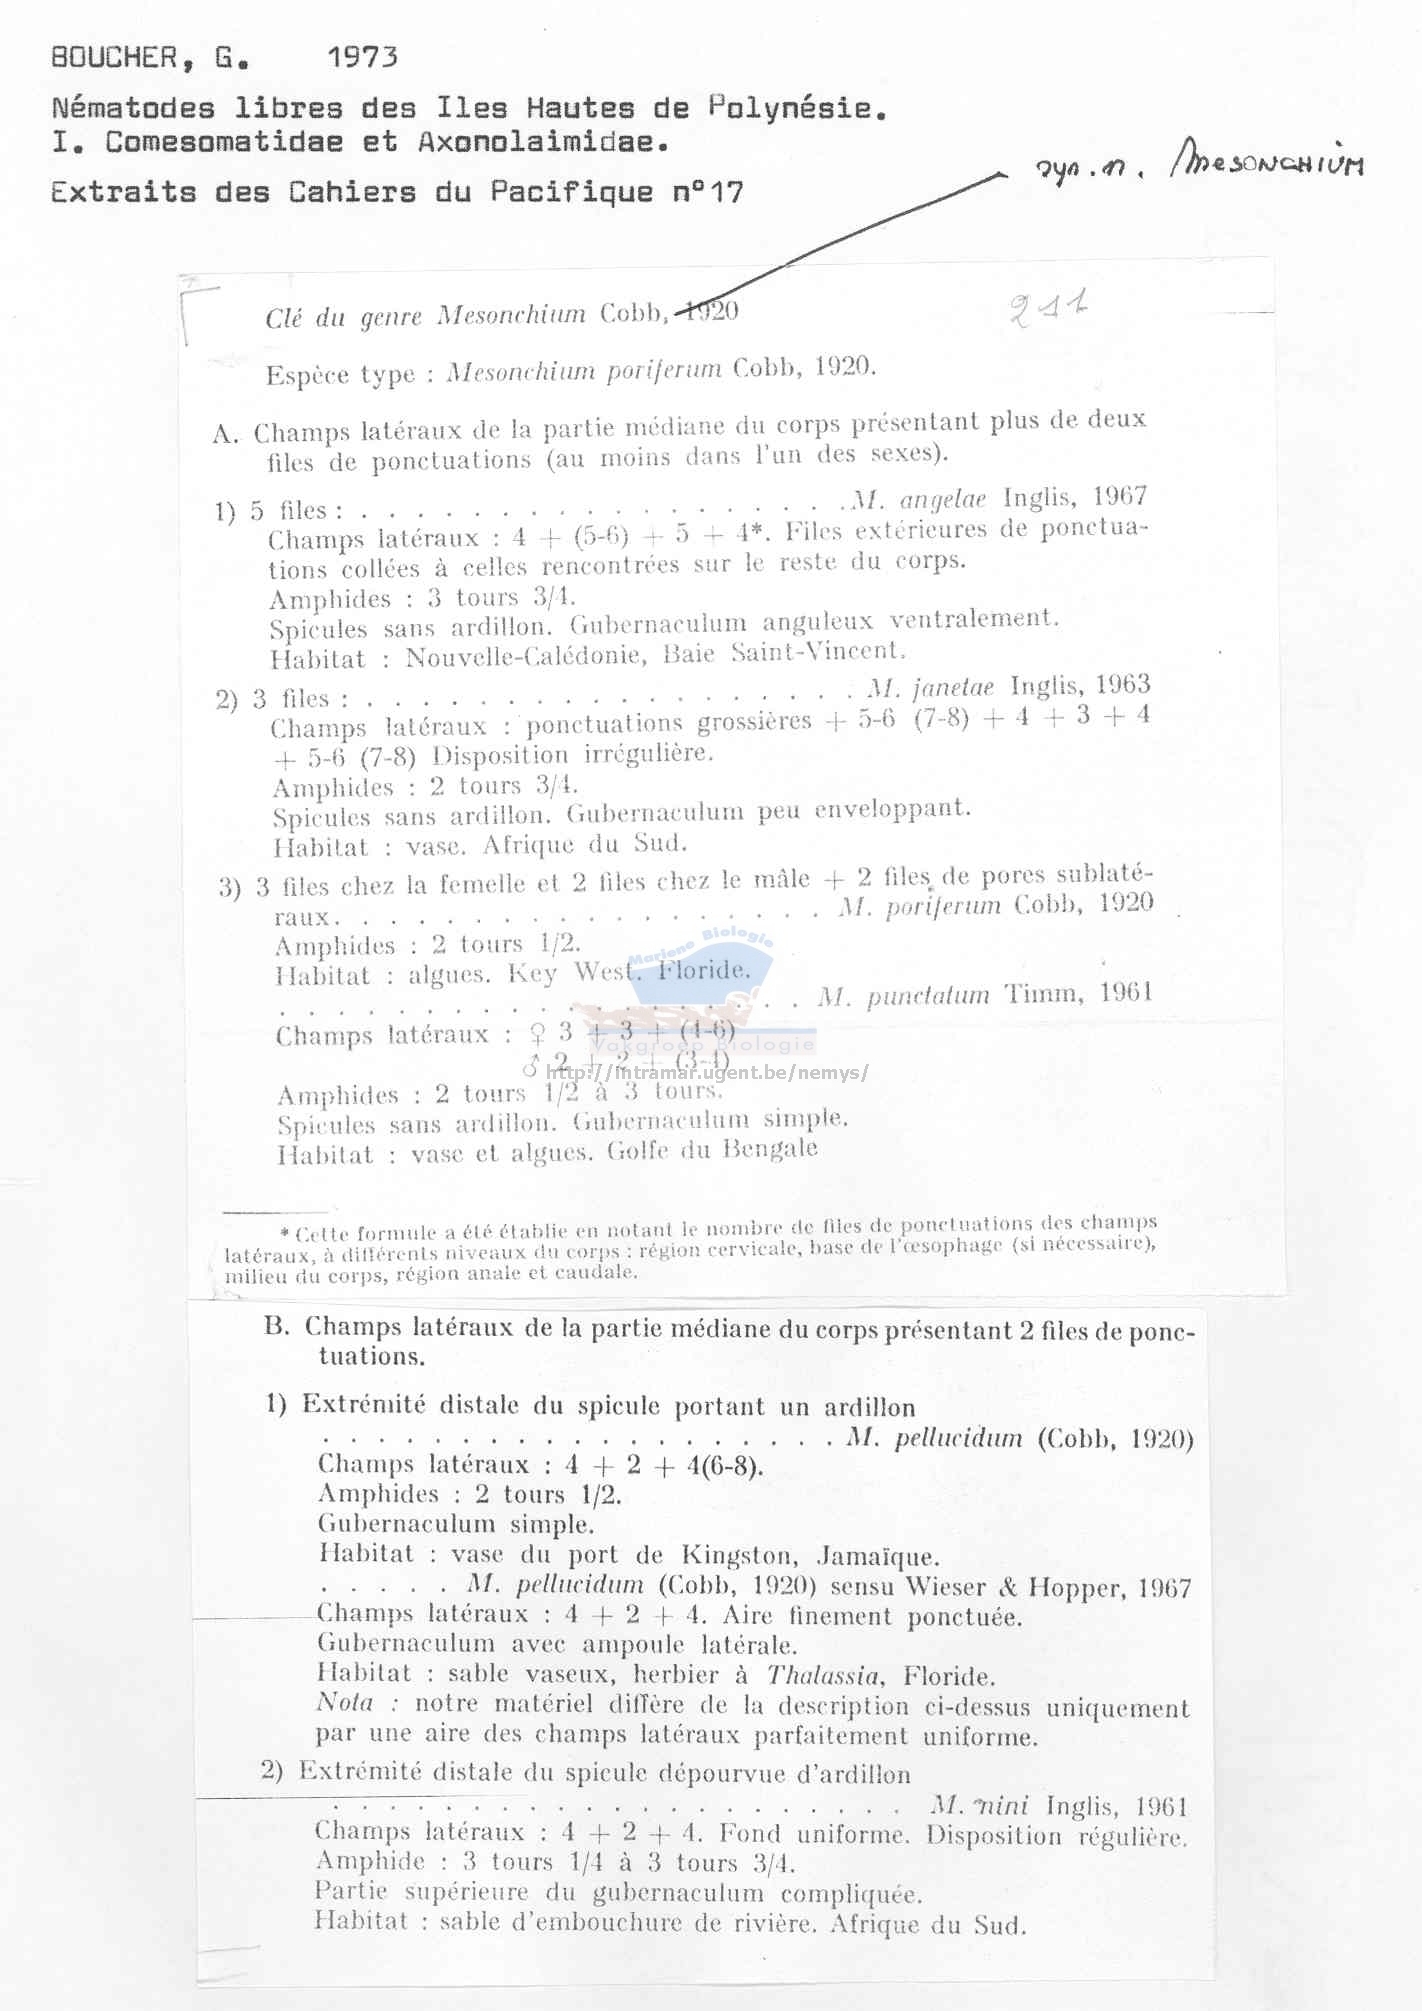 BOUCHER, G. 1973
Nématodes libres des Iles Hautes de Polynésie.
I. Comesomatidae et Axonolaimidae.
syn. n. MESONCHIUM
Extraits des Cahiers du Pacifique n°17
Clé du genre Mesonchium Cobb, 1920
211
Espèce type : Mesonchium poriferum Cobb, 1920.
A. Champs latéraux de la partie médiane du corps présentant plus de deux
files de ponctuations (au moins dans l'un des sexes).
1) 5 files : . . . . . . . . . . . . . . . . . . M. angelae Inglis, 1967
Champs latéraux : 4 + (5-6) + 5 + 4*. Files extérieures de ponctua-
tions collées à celles rencontrées sur le reste du corps.
Amphides : 3 tours 3/4.
Spicules sans ardillon. Gubernaculum anguleux ventralement.
Habitat : Nouvelle-Calédonie, Baie Saint-Vincent.
2) 3 files : . . . . . . . . . . . . . . . . . . M. janetae Inglis, 1963
Champs latéraux : ponctuations grossières + 5-6 (7-8) + 4 + 3 + 4
+ 5-6 (7-8) Disposition irrégulière.
Amphides : 2 tours 3/4.
Spicules sans ardillon. Gubernaculum peu enveloppant.
Habitat : vase. Afrique du Sud.
3) 3 files chez la femelle et 2 files chez le mâle + 2 files de pores sublaté-
raux. . . . . . . . . . . . . . . . . . . M. poriferum Cobb, 1920
Amphides : 2 tours 1/2.
Mariene Biologie
Habitat : algues. Key West. Floride.
. . . . . . . . . . . . . . . . . . . M. punctatum Timm, 1961
Champs latéraux : ♀ 3 + 3 + (4-6)
Vakgroep Biologie
♂ 2 + 2 + (3-4)
http://intramar.ugent.be/nemys/
Amphides : 2 tours 1/2 à 3 tours.
Spicules sans ardillon. Gubernaculum simple.
Habitat : vase et algues. Golfe du Bengale
* Cette formule a été établie en notant le nombre de files de ponctuations des champs
latéraux, à différents niveaux du corps : région cervicale, base de l'œsophage (si nécessaire),
milieu du corps, région anale et caudale.
B. Champs latéraux de la partie médiane du corps présentant 2 files de ponc-
tuations.
1) Extrémité distale du spicule portant un ardillon
. . . . . . . . . . . . . . . . . . . M. pellucidum (Cobb, 1920)
Champs latéraux : 4 + 2 + 4(6-8).
Amphides : 2 tours 1/2.
Gubernaculum simple.
Habitat : vase du port de Kingston, Jamaïque.
. . . . . M. pellucidum (Cobb, 1920) sensu Wieser & Hopper, 1967
Champs latéraux : 4 + 2 + 4. Aire finement ponctuée.
Gubernaculum avec ampoule latérale.
Habitat : sable vaseux, herbier à Thalassia, Floride.
Nota : notre matériel diffère de la description ci-dessus uniquement
par une aire des champs latéraux parfaitement uniforme.
2) Extrémité distale du spicule dépourvue d'ardillon
. . . . . . . . . . . . . . . . . . . . . M. nini Inglis, 1961
Champs latéraux : 4 + 2 + 4. Fond uniforme. Disposition régulière.
Amphide : 3 tours 1/4 à 3 tours 3/4.
Partie supérieure du gubernaculum compliquée.
Habitat : sable d'embouchure de rivière. Afrique du Sud.